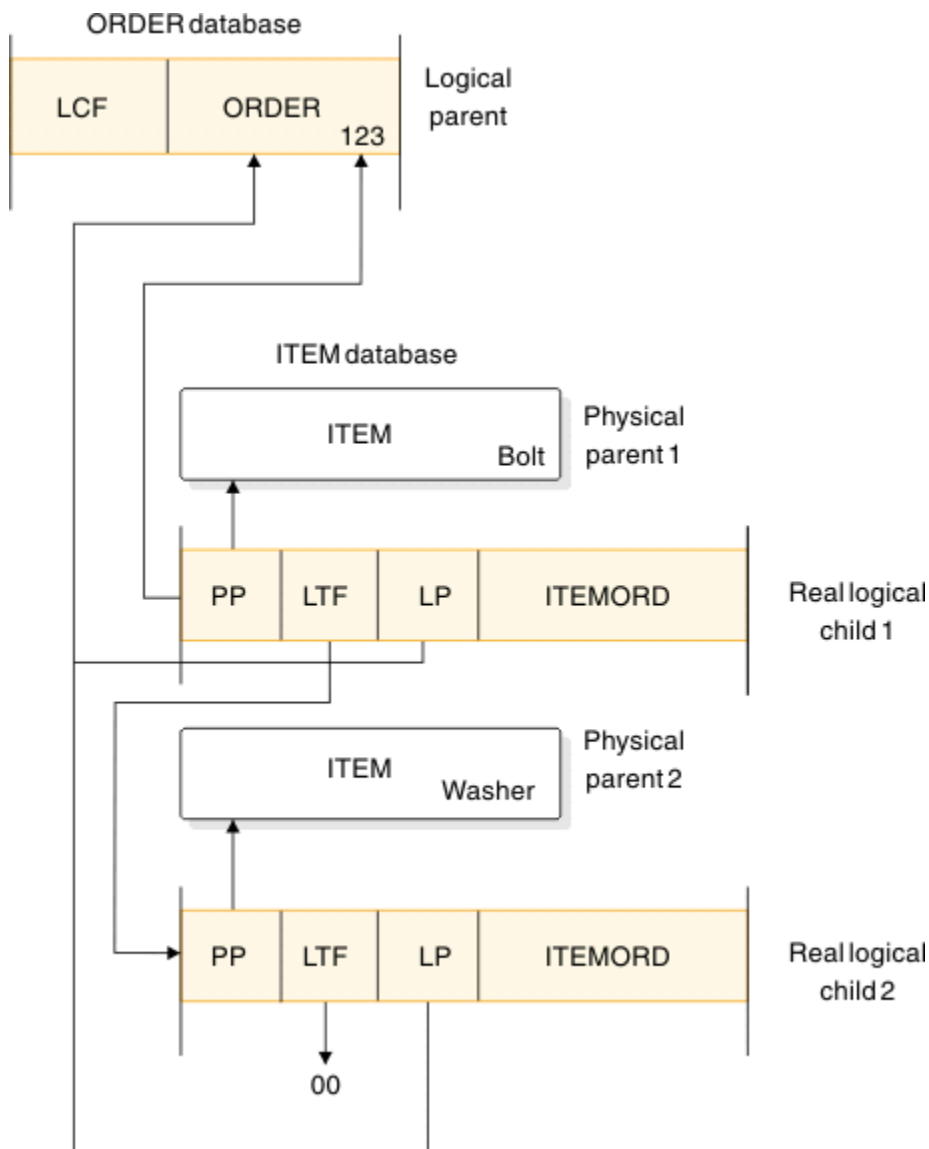 ORDER database
LCF
ORDER
123
Logical
parent
ITEM database
ITEM
Bolt
Physical
parent 1
PP
LTF
LP
ITEMORD
Real logical
child 1
ITEM
Washer
Physical
parent 2
PP
LTF
LP
ITEMORD
Real logical
child 2
00